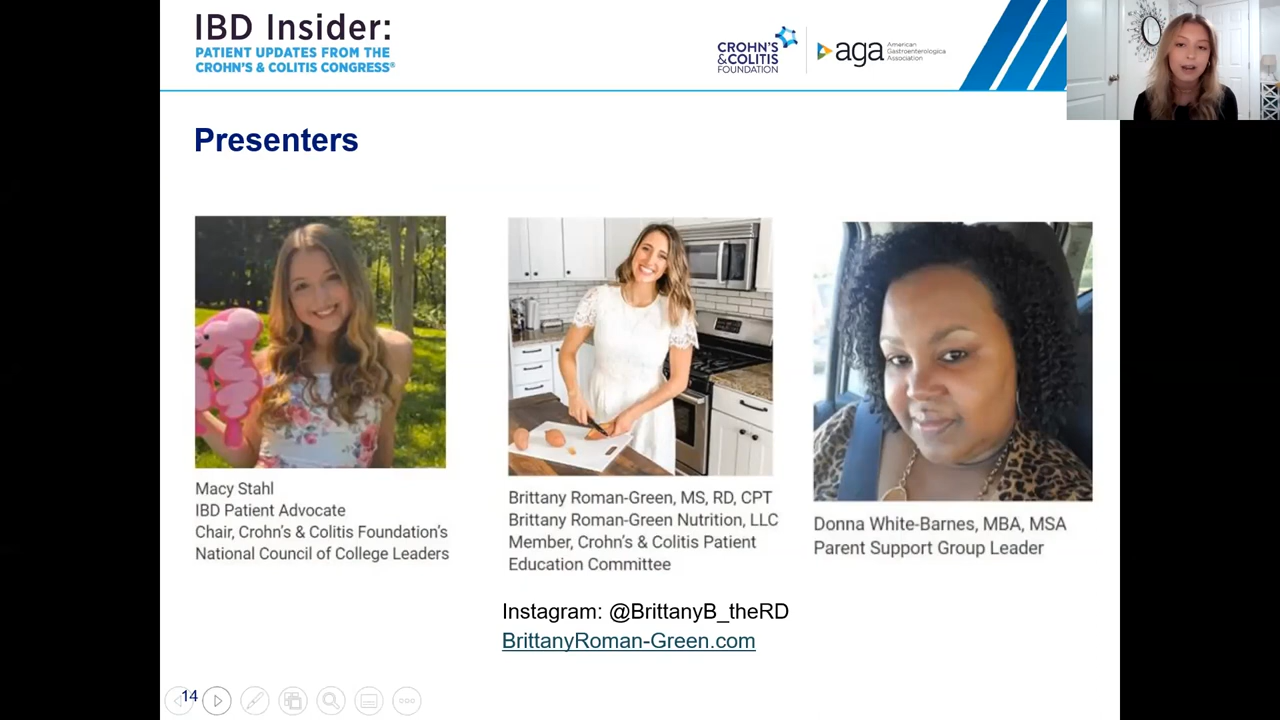 IBD Insider:
PATIENT UPDATES FROM THE
CROHN'S & COLITIS CONGRESS®
CROHN'S
&COLITIS
FOUNDATION
aga
American
Gastroenterological
Association
Presenters
Macy Stahl
IBD Patient Advocate
Chair, Crohn's & Colitis Foundation's
National Council of College Leaders
Brittany Roman-Green, MS, RD, CPT
Brittany Roman-Green Nutrition, LLC
Member, Crohn's & Colitis Patient
Education Committee
Donna White-Barnes, MBA, MSA
Parent Support Group Leader
Instagram: @BrittanyB_theRD
BrittanyRoman-Green.com
14